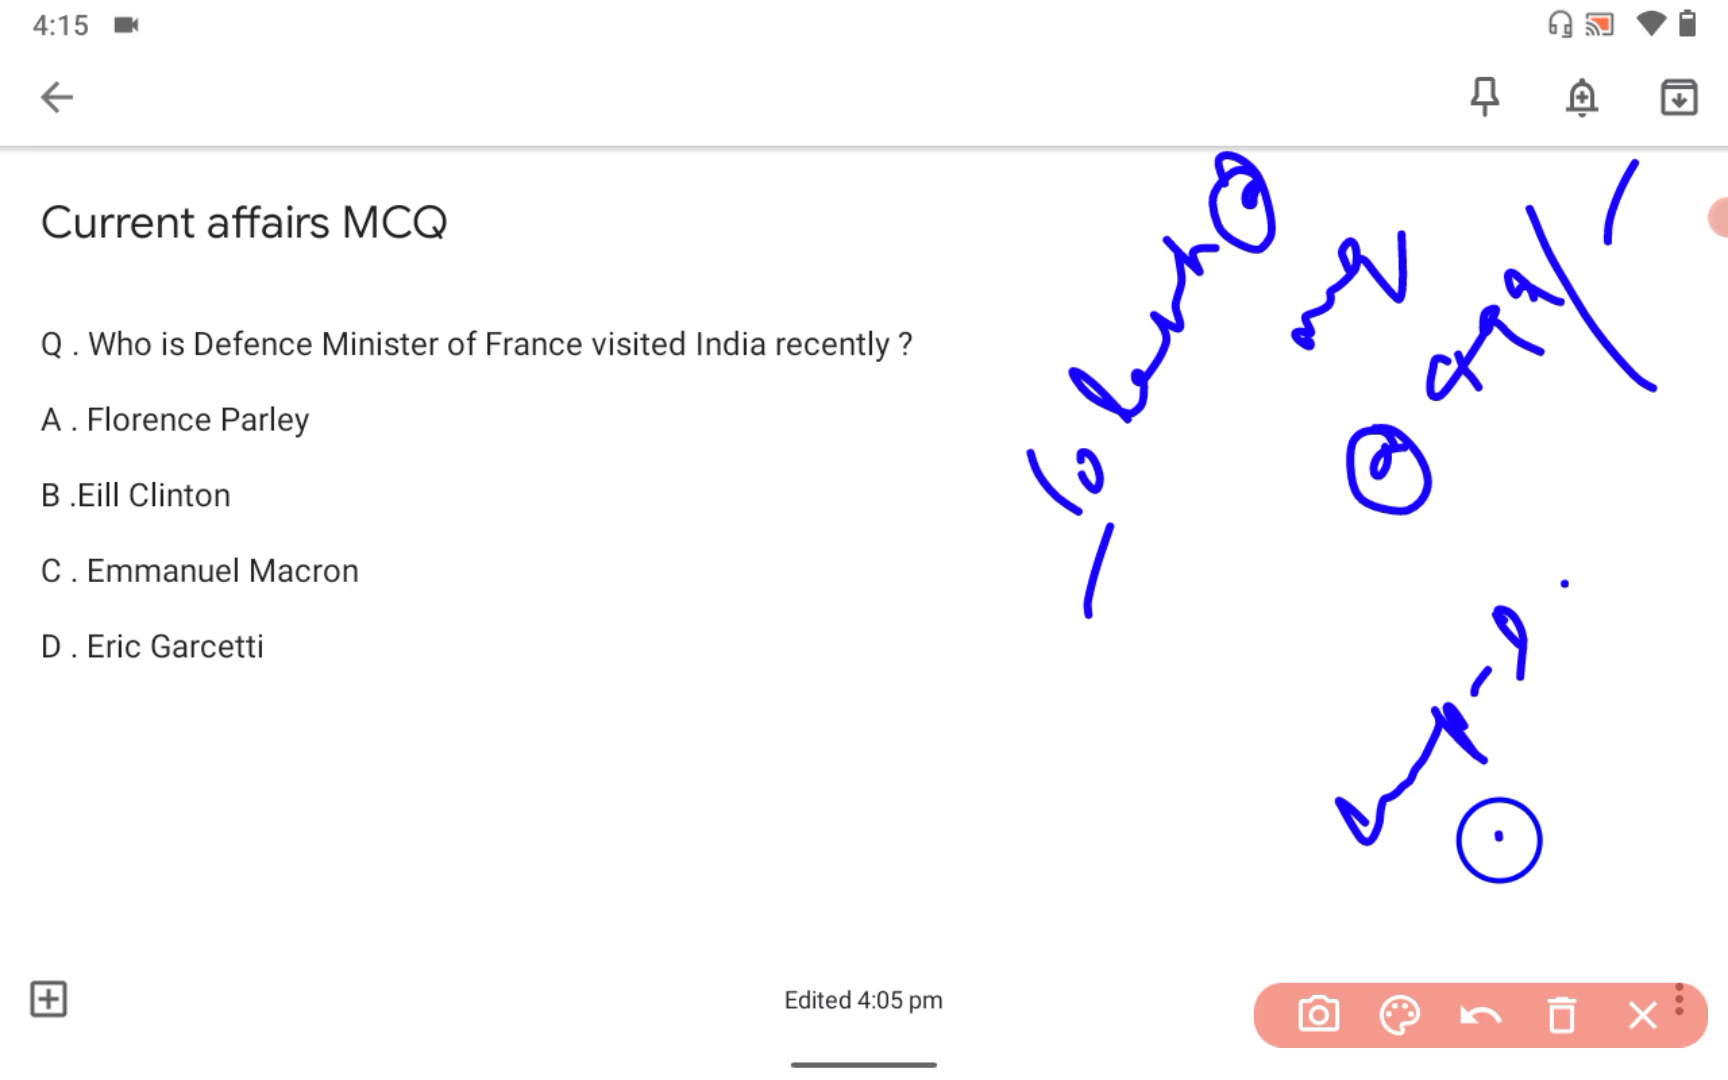 4:15
Current affairs MCQ
Q . Who is Defence Minister of France visited India recently ?
A . Florence Parley
B .Eill Clinton
C . Emmanuel Macron
D . Eric Garcetti
Edited 4:05 pm